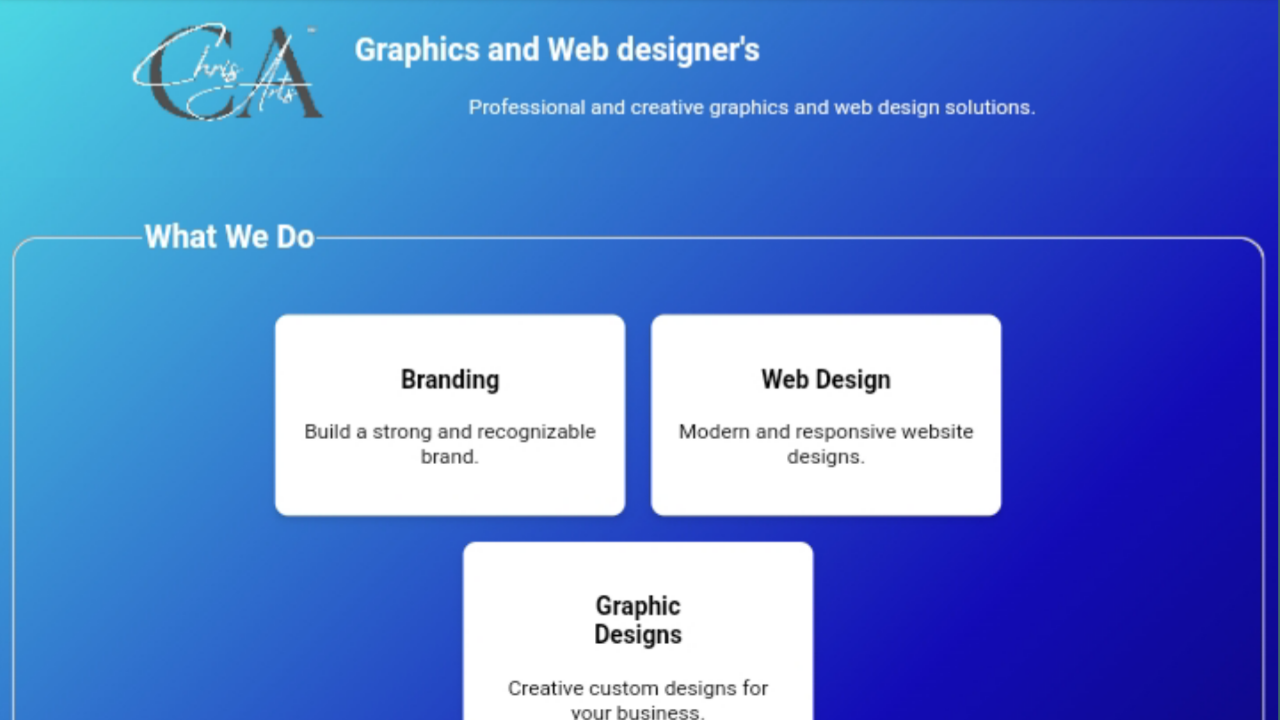 CA
Chris
Arts
Graphics and Web designer's
Professional and creative graphics and web design solutions.
What We Do
Branding
Web Design
Build a strong and recognizable
brand.
Modern and responsive website
designs.
Graphic
Designs
Creative custom designs for
your business.